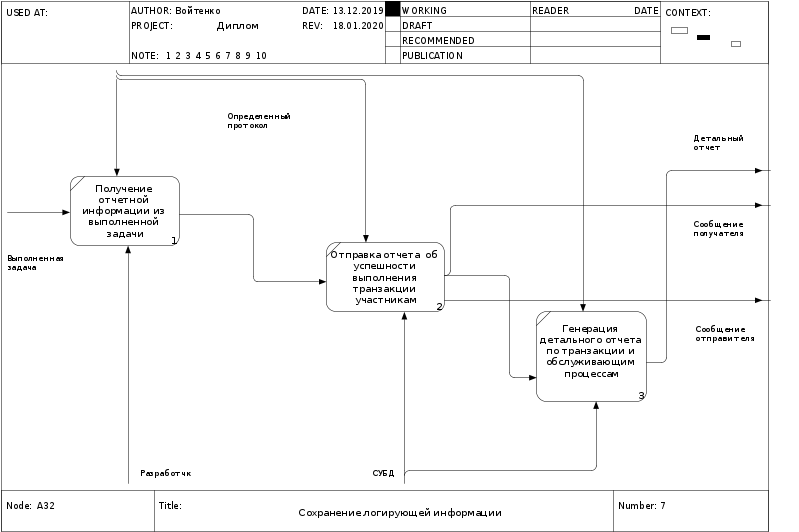 USED AT:
AUTHOR: Войтенко
DATE: 13.12.2019
WORKING
READER
DATE
CONTEXT:
PROJECT: Диплом
REV: 18.01.2020
DRAFT
RECOMMENDED
NOTE: 1 2 3 4 5 6 7 8 9 10
PUBLICATION
Определенный
протокол
Детальный
отчет
Получение
отчетной
информации из
выполненной
задачи
1
Сообщение
получателя
Выполненная
задача
Отправка отчета об
успешности
выполнения
транзакции
участникам
2
Сообщение
отправителя
Генерация
детального отчета
по транзакции и
обслуживающим
процессам
3
Разработчк
СУБД
Node: A32
Title:
Сохранение логирующей информации
Number: 7